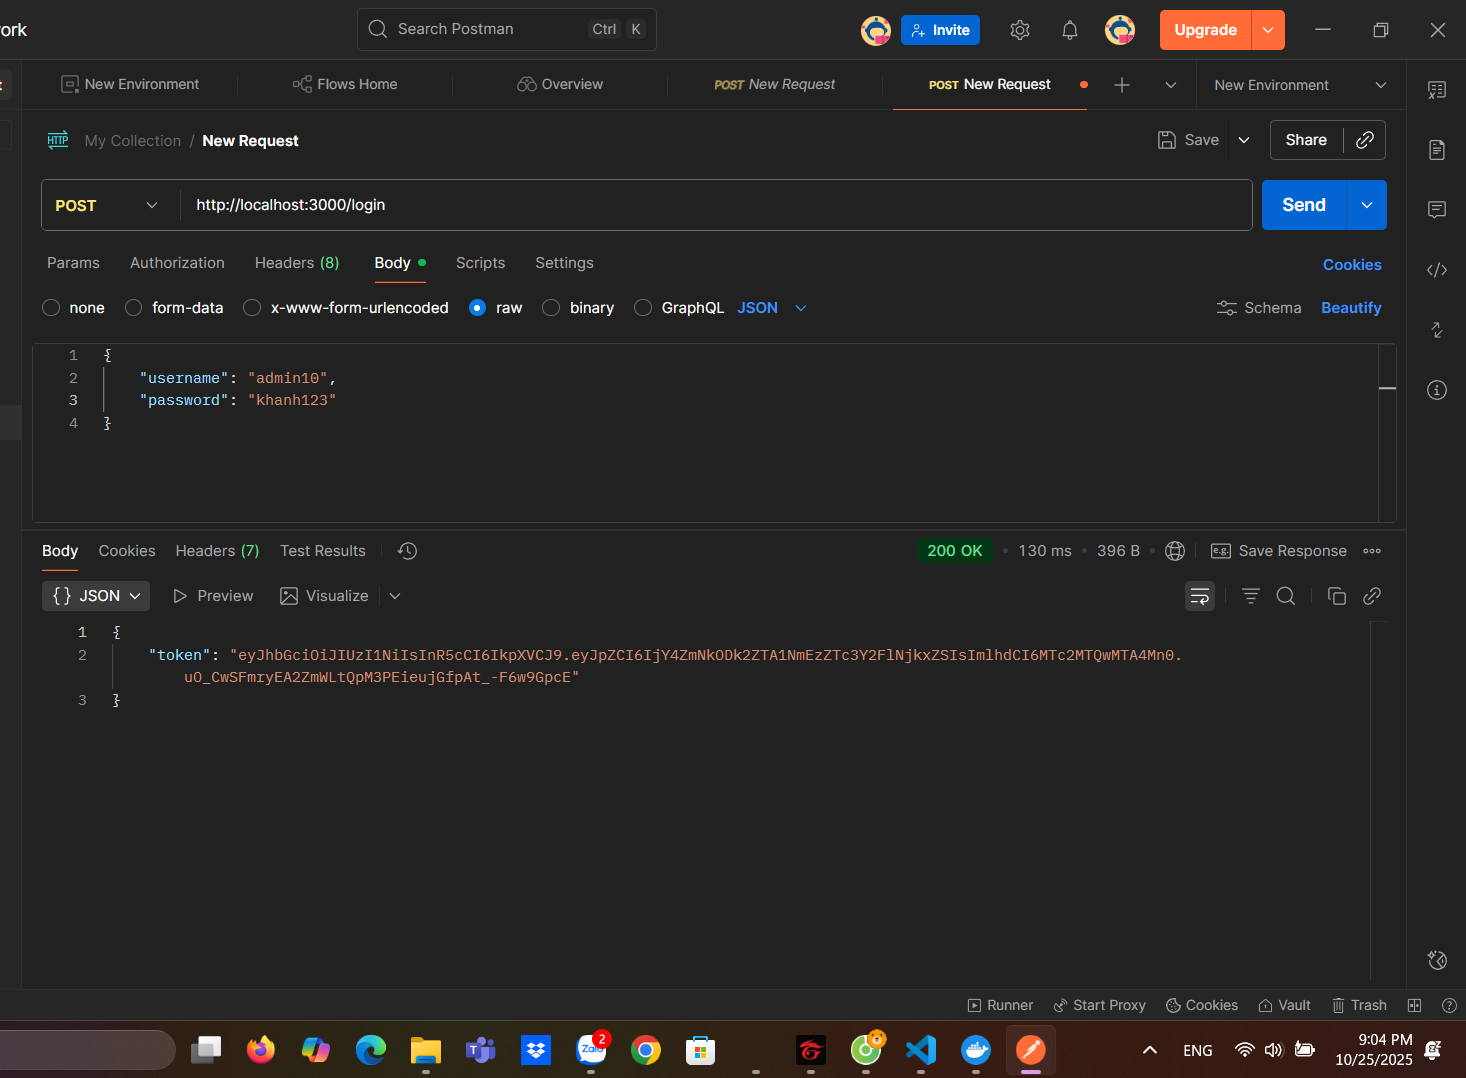 ork
Search Postman Ctrl K
Invite
Upgrade
New Environment
Flows Home
Overview
POST New Request
POST New Request
New Environment
HTTP My Collection / New Request
Save
Share
POST http://localhost:3000/login
Send
Params Authorization Headers (8) Body Scripts Settings
Cookies
none form-data x-www-form-urlencoded raw binary GraphQL JSON
Schema Beautify
1 {
2 "username": "admin10",
3 "password": "khanh123"
4 }
Body Cookies Headers (7) Test Results
200 OK • 130 ms • 396 B •
e.g. Save Response
{} JSON Preview Visualize
1 {
2 "token": "eyJhbGciOiJIUzI1NiIsInR5cCI6IkpXVCJ9.eyJpZCI6IjY4ZmNkODk2ZTA1NmEzZTc3Y2FlNjkxZSIsImlhdCI6MTc2MTQwMTA4Mn0.
uO_CwSFmryEA2ZmWLtQpM3PEieujGfpAt_-F6w9GpcE"
3 }
Runner Start Proxy Cookies Vault Trash
Zalo 2
ENG
9:04 PM
10/25/2025